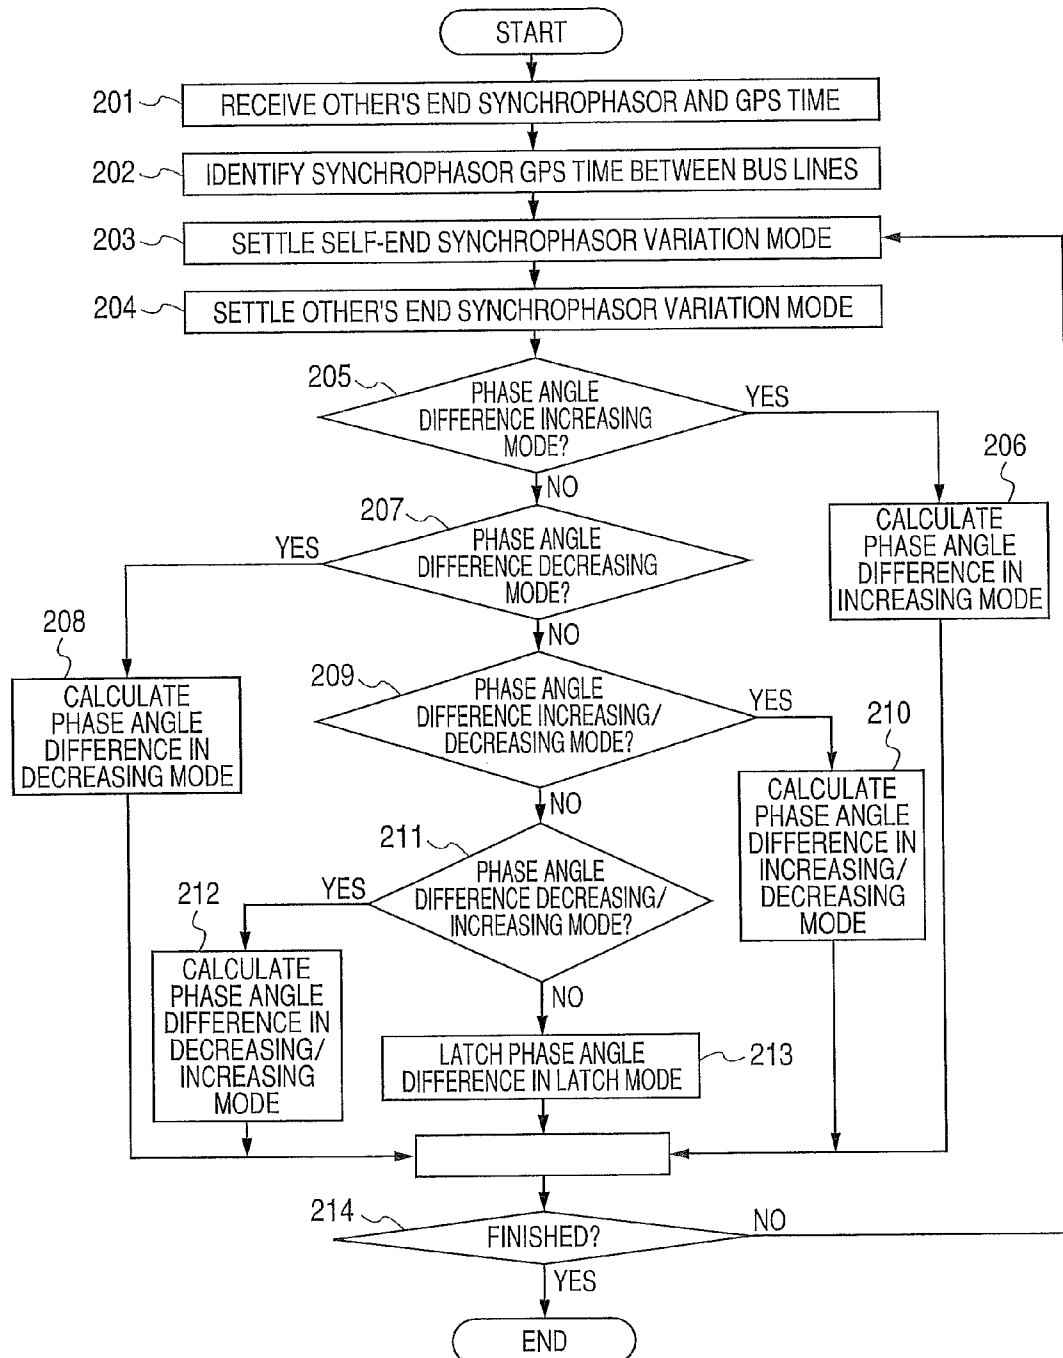 START
201
RECEIVE OTHER'S END SYNCHROPHASOR AND GPS TIME
202
IDENTIFY SYNCHROPHASOR GPS TIME BETWEEN BUS LINES
203
SETTLE SELF-END SYNCHROPHASOR VARIATION MODE
204
SETTLE OTHER'S END SYNCHROPHASOR VARIATION MODE
205
PHASE ANGLE
DIFFERENCE INCREASING
MODE?
YES
NO
206
CALCULATE
PHASE ANGLE
DIFFERENCE IN
INCREASING MODE
207
PHASE ANGLE
DIFFERENCE DECREASING
MODE?
YES
NO
208
CALCULATE
PHASE ANGLE
DIFFERENCE IN
DECREASING MODE
209
PHASE ANGLE
DIFFERENCE INCREASING/
DECREASING MODE?
YES
NO
210
CALCULATE
PHASE ANGLE
DIFFERENCE IN
INCREASING/
DECREASING
MODE
211
PHASE ANGLE
DIFFERENCE DECREASING/
INCREASING MODE?
YES
NO
212
CALCULATE
PHASE ANGLE
DIFFERENCE IN
DECREASING/
INCREASING
MODE
LATCH PHASE ANGLE
DIFFERENCE IN LATCH MODE
213
214
FINISHED?
NO
YES
END